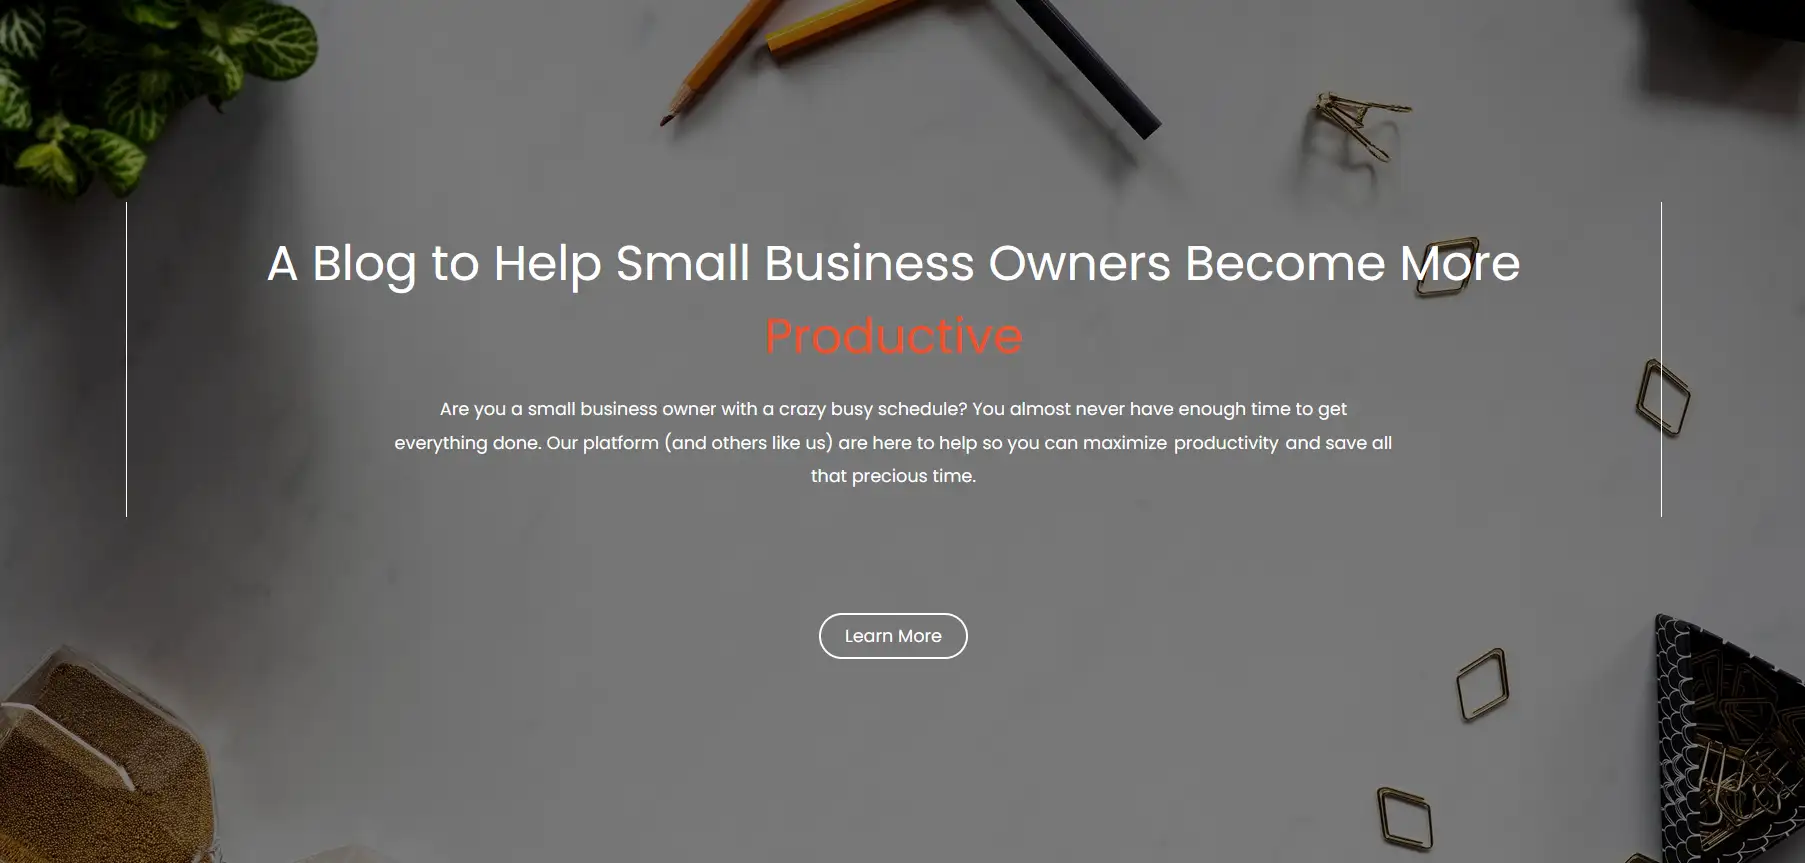 A Blog to Help Small Business Owners Become More
Productive
Are you a small business owner with a crazy busy schedule? You almost never have enough time to get
everything done. Our platform (and others like us) are here to help so you can maximize productivity and save all
that precious time.
Learn More